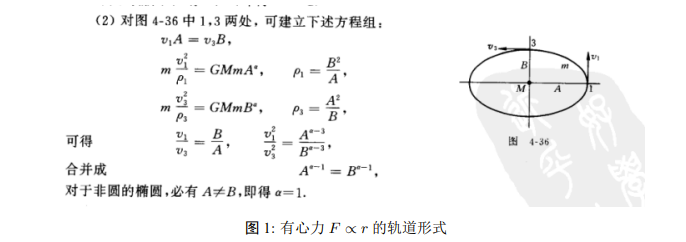 (2) 对图 4-36 中 1,3 两处,可建立下述方程组:
v₁A = v₃B,
m v₁²/ρ₁ = GMmA^α, ρ₁ = B²/A,
m v₃²/ρ₃ = GMmB^α, ρ₃ = A²/B,
可得 v₁/v₃ = B/A, v₁²/v₃² = A^(α-3)/B^(α-3),
合并成 A^(α-1) = B^(α-1),
对于非圆的椭圆,必有 A≠B,即得 α=1.
v₃ 3
B m v₁
M A 1
图 4-36
图 1: 有心力 F ∝ r 的轨道形式